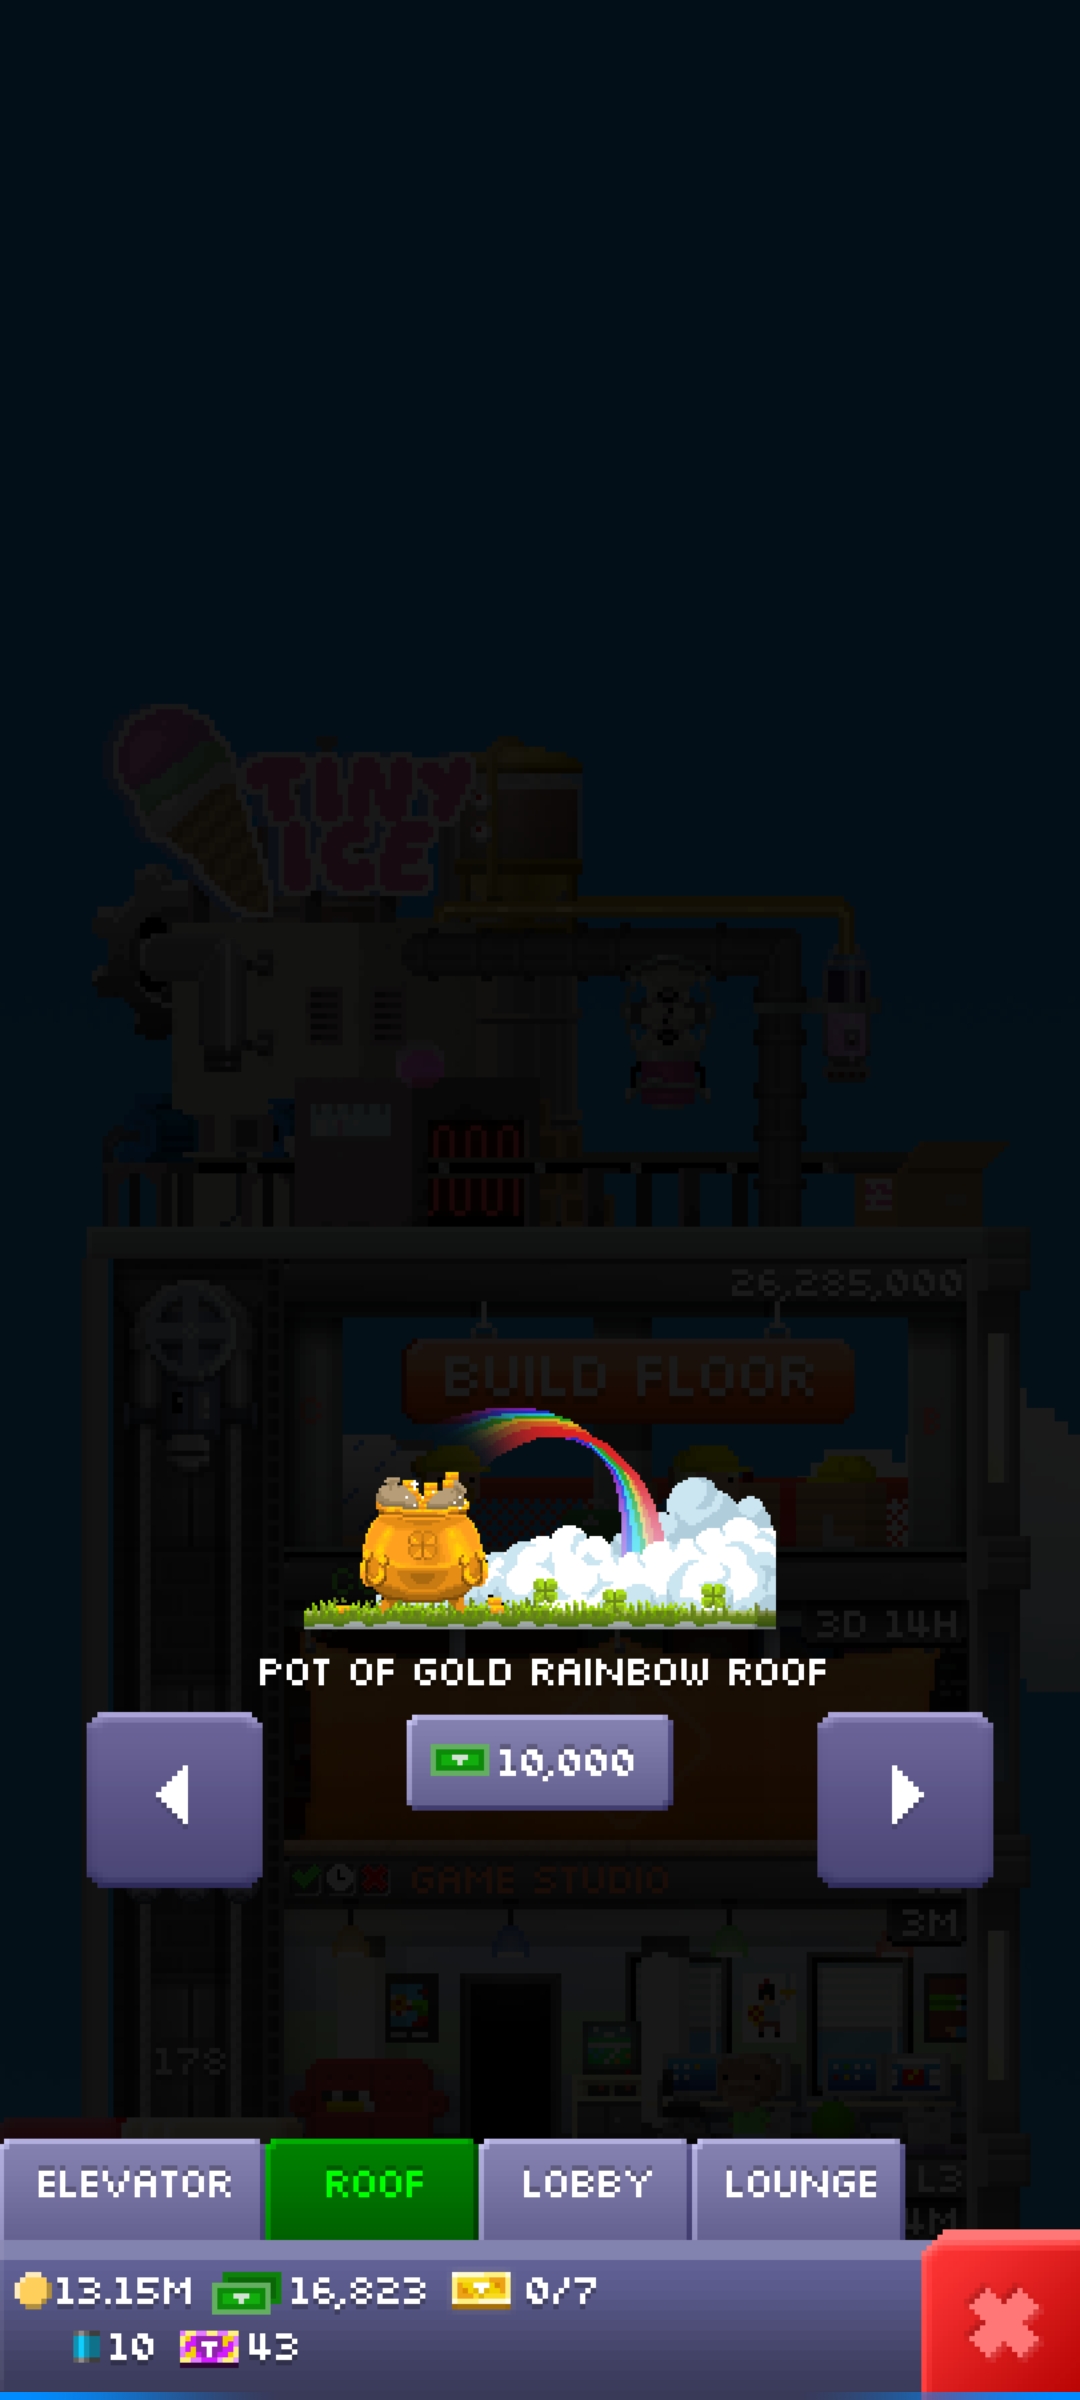 TINY
ICE
26,285,000
BUILD FLOOR
3D 14H
POT OF GOLD RAINBOW ROOF
10,000
GAME STUDIO
3M
178
ELEVATOR ROOF LOBBY LOUNGE
L3
4M
13.15M 16,823 0/7
10 43